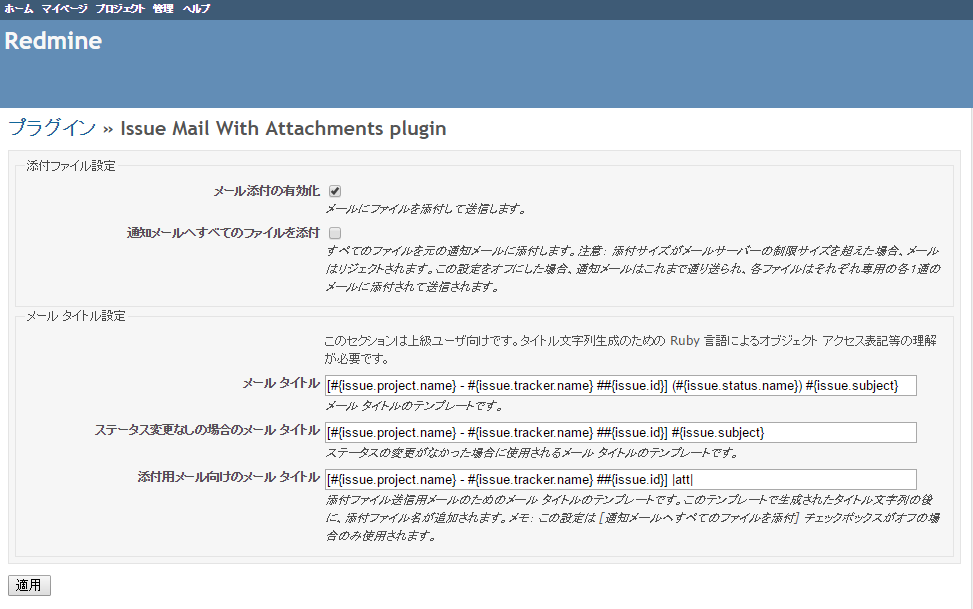 ホーム マイページ プロジェクト 管理 ヘルプ
Redmine
プラグイン » Issue Mail With Attachments plugin
添付ファイル設定
メール添付の有効化
メールにファイルを添付して送信します。
通知メールへすべてのファイルを添付
すべてのファイルを元の通知メールに添付します。注意: 添付サイズがメールサーバーの制限サイズを超えた場合、メール
はリジェクトされます。この設定をオフにした場合、通知メールはこれまで通り送られ、各ファイルはそれぞれ専用の各1通の
メールに添付されて送信されます。
メール タイトル設定
このセクションは上級ユーザ向けです。タイトル文字列生成のための Ruby 言語によるオブジェクト アクセス表記等の理解
が必要です。
メール タイトル [#{issue.project.name} - #{issue.tracker.name} ##{issue.id}] (#{issue.status.name}) #{issue.subject}
メール タイトルのテンプレートです。
ステータス変更なしの場合のメール タイトル [#{issue.project.name} - #{issue.tracker.name} ##{issue.id}] #{issue.subject}
ステータスの変更がなかった場合に使用されるメール タイトルのテンプレートです。
添付用メール向けのメール タイトル [#{issue.project.name} - #{issue.tracker.name} ##{issue.id}] |att|
添付ファイル送信用メールのためのメール タイトルのテンプレートです。このテンプレートで生成されたタイトル文字列の後
に、添付ファイル名が追加されます。メモ: この設定は [通知メールへすべてのファイルを添付] チェックボックスがオフの場
合のみ使用されます。
適用